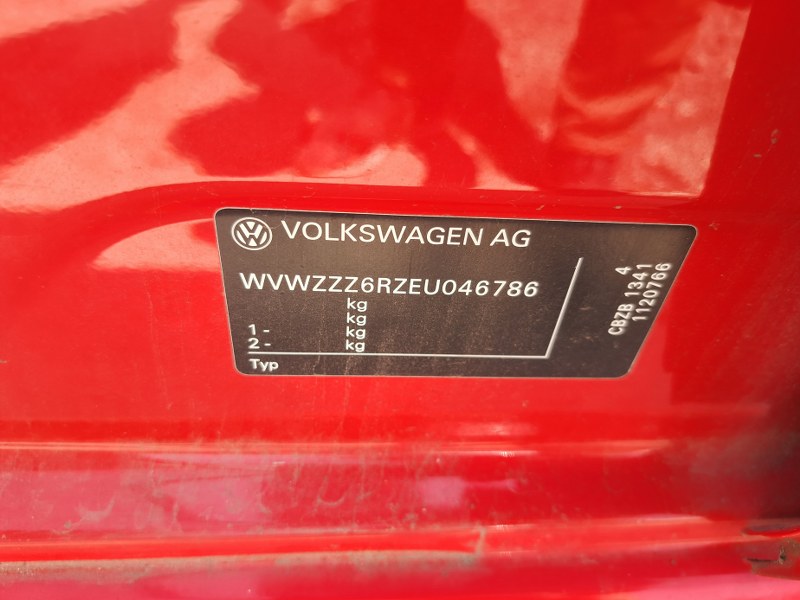 VOLKSWAGEN AG
WVWZZZ6RZEU046786
kg
kg
1 - kg
2 - kg
Typ
4
CBZB 1341
1120766